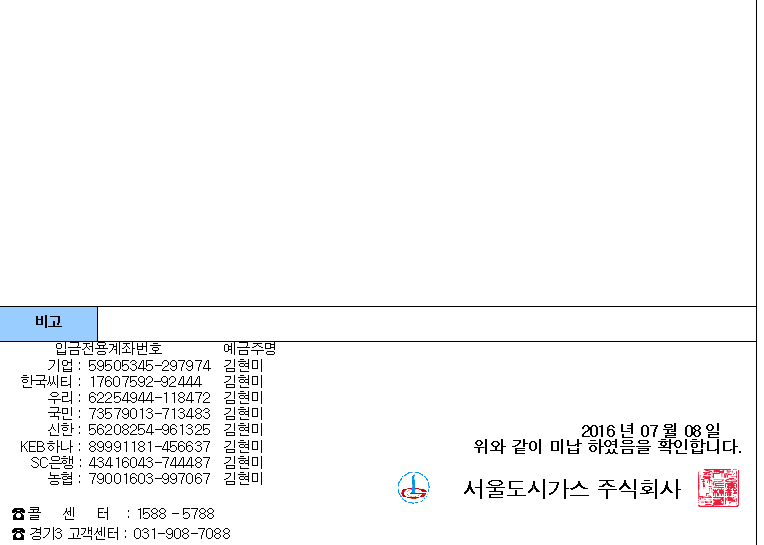 비고
입금전용계좌번호 예금주명
기업 : 59505345-297974 김현미
한국씨티 : 17607592-92444 김현미
우리 : 62254944-118472 김현미
국민 : 73579013-713483 김현미
신한 : 56208254-961325 김현미
KEB하나 : 89991181-456637 김현미
SC은행 : 43416043-744487 김현미
농협 : 79001603-997067 김현미
2016 년 07 월 08 일
위와 같이 미납 하였음을 확인합니다.
서울도시가스 주식회사
☎ 콜 센 터 : 1588 - 5788
☎ 경기3 고객센터 : 031-908-7088